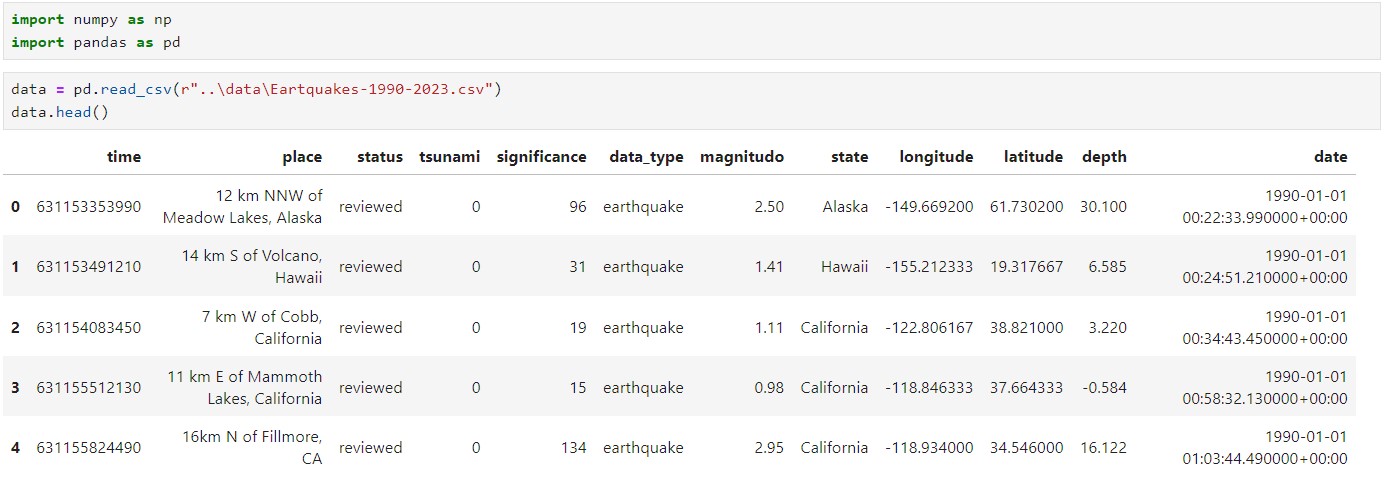 import numpy as np
import pandas as pd
data = pd.read_csv(r"..\data\Eartquakes-1990-2023.csv")
data.head()
time place status tsunami significance data_type magnitudo state longitude latitude depth date
0 631153353990 12 km NNW of Meadow Lakes, Alaska reviewed 0 96 earthquake 2.50 Alaska -149.669200 61.730200 30.100 1990-01-01 00:22:33.990000+00:00
1 631153491210 14 km S of Volcano, Hawaii reviewed 0 31 earthquake 1.41 Hawaii -155.212333 19.317667 6.585 1990-01-01 00:24:51.210000+00:00
2 631154083450 7 km W of Cobb, California reviewed 0 19 earthquake 1.11 California -122.806167 38.821000 3.220 1990-01-01 00:34:43.450000+00:00
3 631155512130 11 km E of Mammoth Lakes, California reviewed 0 15 earthquake 0.98 California -118.846333 37.664333 -0.584 1990-01-01 00:58:32.130000+00:00
4 631155824490 16km N of Fillmore, CA reviewed 0 134 earthquake 2.95 California -118.934000 34.546000 16.122 1990-01-01 01:03:44.490000+00:00